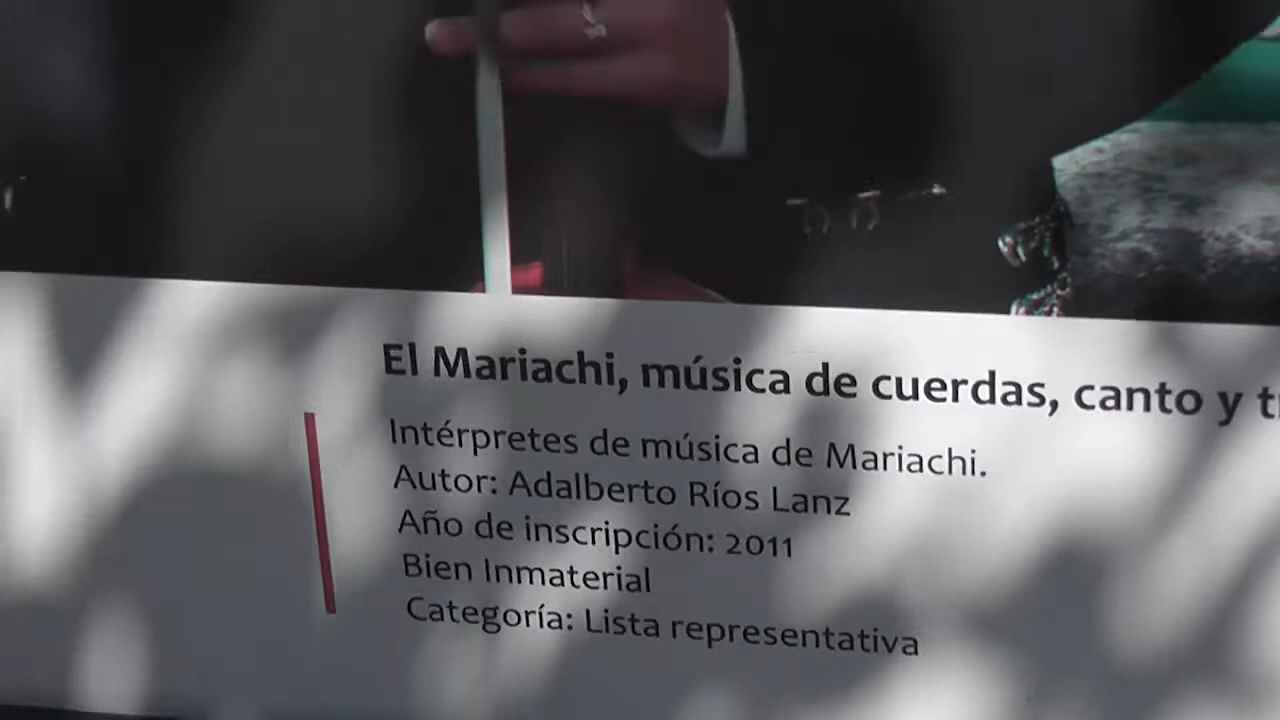 El Mariachi, música de cuerdas, canto y
Intérpretes de música de Mariachi.
Autor: Adalberto Ríos Lanz
Año de inscripción: 2011
Bien Inmaterial
Categoría: Lista representativa